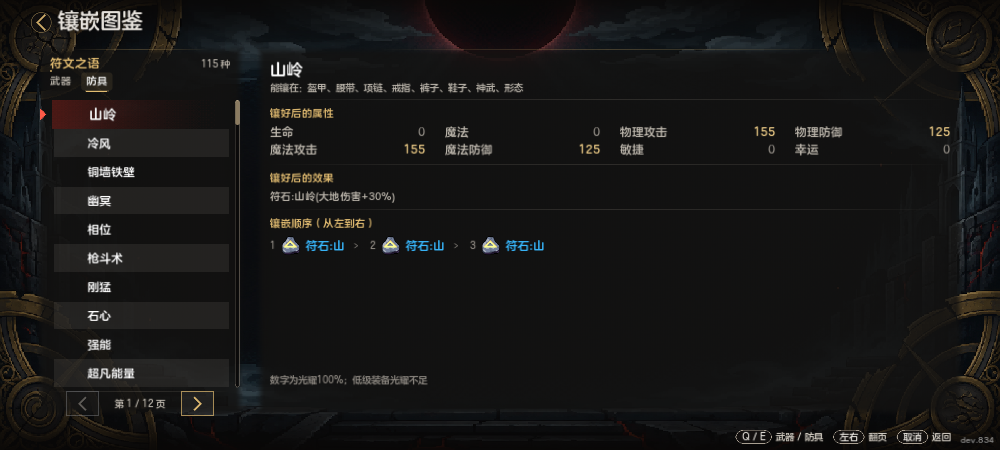 镶嵌图鉴
符文之语 115种
武器 防具
山岭
冷风
铜墙铁壁
幽冥
相位
枪斗术
刚猛
石心
强能
超凡能量
第1/12页
山岭
能镶在：盔甲、腰带、项链、戒指、裤子、鞋子、神武、形态
镶好后的属性
生命 0 魔法 0 物理攻击 155 物理防御 125
魔法攻击 155 魔法防御 125 敏捷 0 幸运 0
镶好后的效果
符石:山岭(大地伤害+30%)
镶嵌顺序（从左到右）
1 符石:山 › 2 符石:山 › 3 符石:山
数字为光耀100%；低级装备光耀不足
Q / E 武器 / 防具 左右 翻页 取消 返回 dev.834